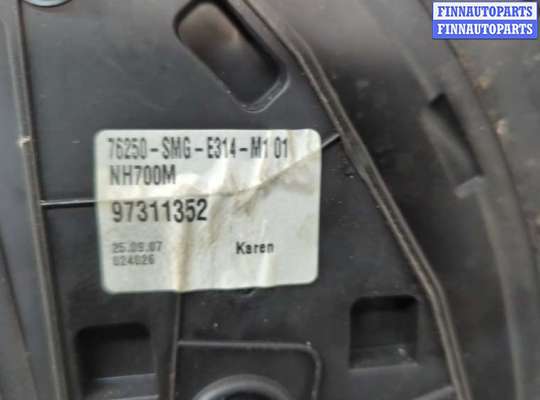 FINNAUTOPARTS
FINNAUTOPARTS
76250-SMG-E314-M1 01
NH700M
97311352
25.09.07
024026
Karen